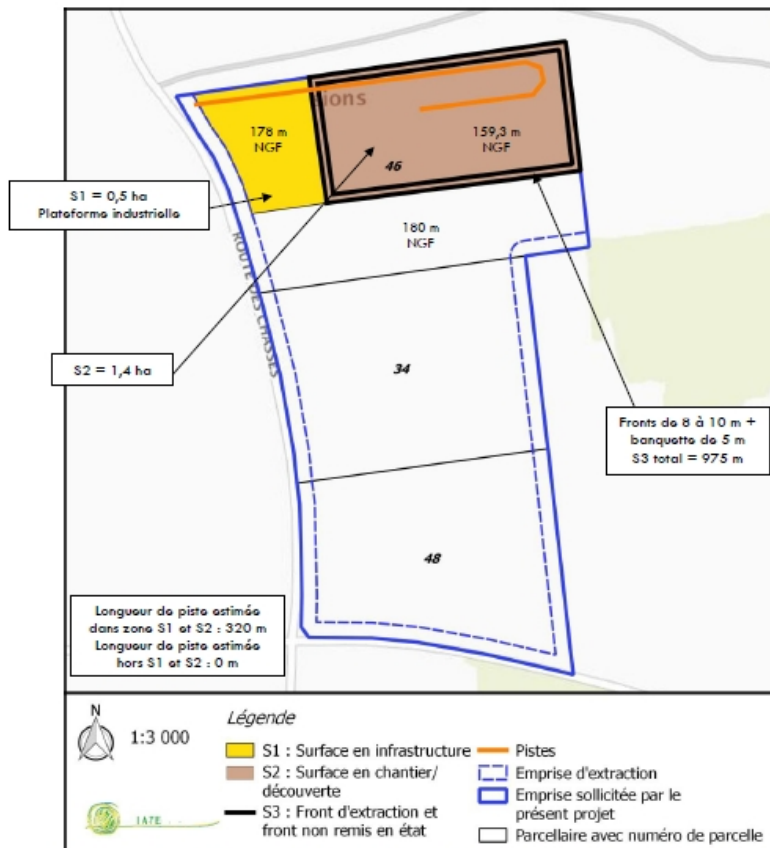 sions
178 m
NGF
159,3 m
NGF
46
S1 = 0,5 ha
Plateforme industrielle
180 m
NGF
ROUTE DES CHASSES
S2 = 1,4 ha
34
Fronts de 8 à 10 m +
banquette de 5 m
S3 total = 975 m
48
Longueur de piste estimée
dans zone S1 et S2 : 320 m
Longueur de piste estimée
hors S1 et S2 : 0 m
N
1:3 000
Légende
S1 : Surface en infrastructure
S2 : Surface en chantier/
découverte
S3 : Front d'extraction et
front non remis en état
Pistes
Emprise d'extraction
Emprise sollicitée par le
présent projet
Parcellaire avec numéro de parcelle